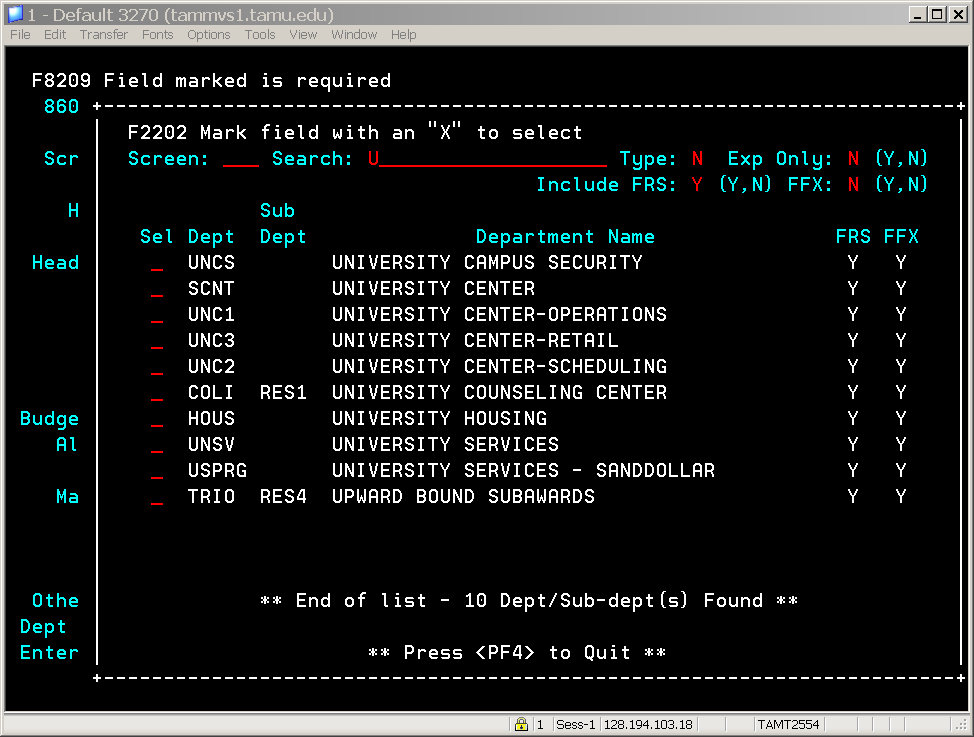 1 - Default 3270 (tammvs1.tamu.edu)
File Edit Transfer Fonts Options Tools View Window Help
F8209 Field marked is required
860
F2202 Mark field with an "X" to select
Scr Screen: ____ Search: U___________________ Type: N Exp Only: N (Y,N)
Include FRS: Y (Y,N) FFX: N (Y,N)
H Sub
Sel Dept Dept Department Name FRS FFX
Head _ UNCS UNIVERSITY CAMPUS SECURITY Y Y
_ SCNT UNIVERSITY CENTER Y Y
_ UNC1 UNIVERSITY CENTER-OPERATIONS Y Y
_ UNC3 UNIVERSITY CENTER-RETAIL Y Y
_ UNC2 UNIVERSITY CENTER-SCHEDULING Y Y
_ COLI RES1 UNIVERSITY COUNSELING CENTER Y Y
Budge _ HOUS UNIVERSITY HOUSING Y Y
Al _ UNSV UNIVERSITY SERVICES Y Y
_ USPRG UNIVERSITY SERVICES - SANDDOLLAR Y Y
Ma _ TRIO RES4 UPWARD BOUND SUBAWARDS Y Y
Othe ** End of list - 10 Dept/Sub-dept(s) Found **
Dept
Enter ** Press <PF4> to Quit **
1 Sess-1 128.194.103.18 TAMT2554